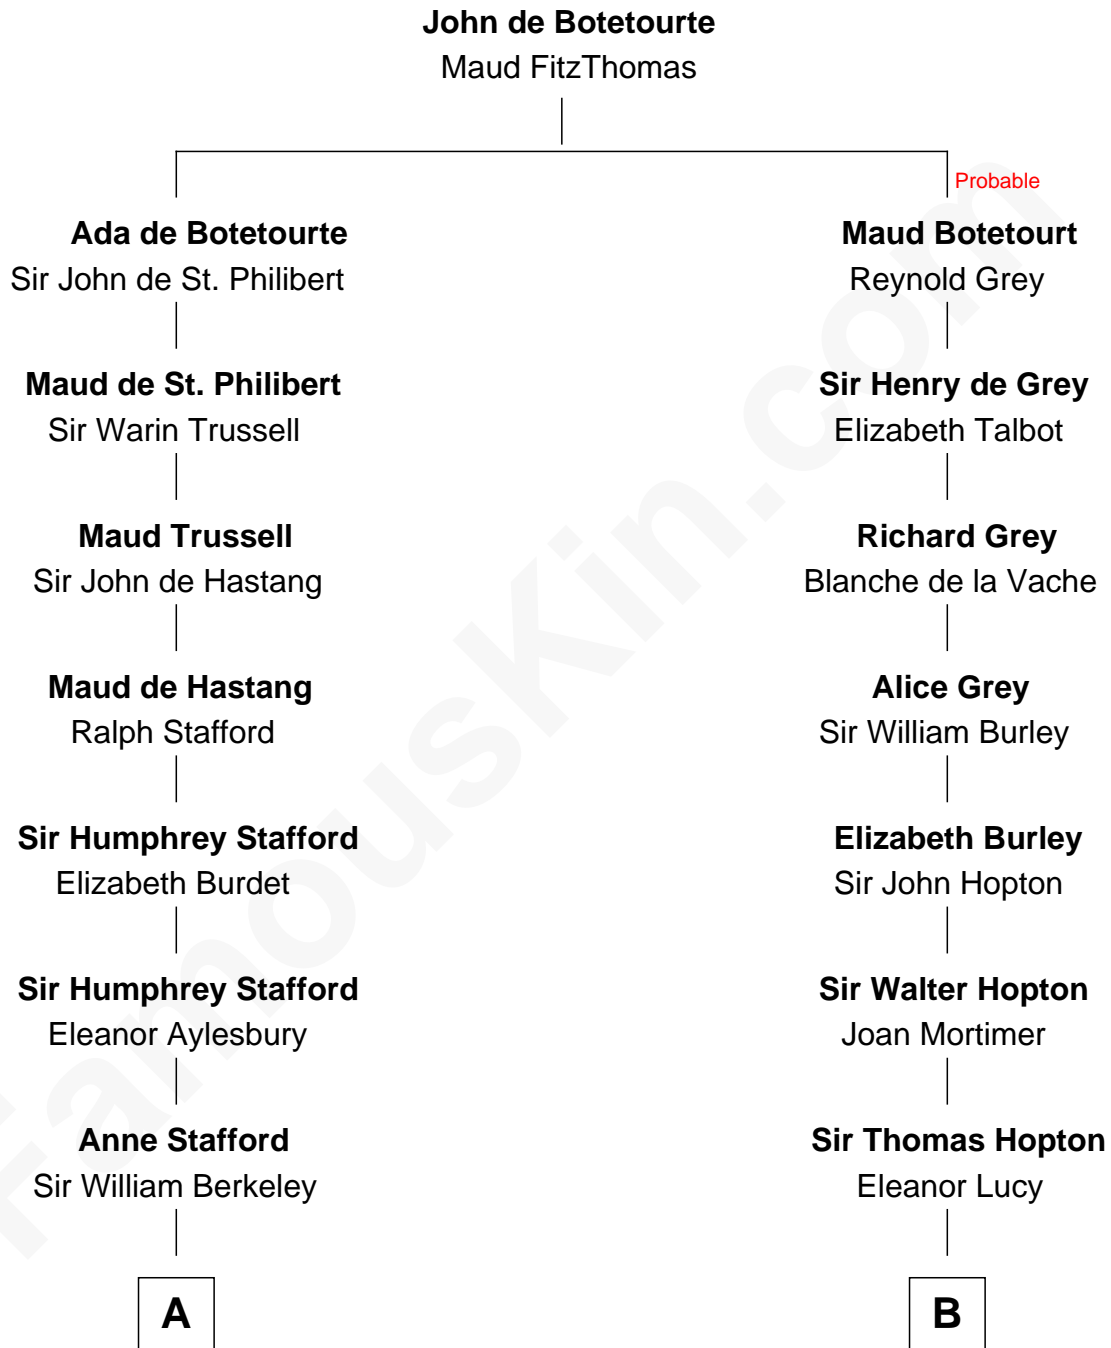 John de Botetourte
Maud FitzThomas
Probable
Ada de Botetourte
Sir John de St. Philibert
Maud de St. Philibert
Sir Warin Trussell
Maud Trussell
Sir John de Hastang
Maud de Hastang
Ralph Stafford
Sir Humphrey Stafford
Elizabeth Burdet
Sir Humphrey Stafford
Eleanor Aylesbury
Anne Stafford
Sir William Berkeley
A
Maud Botetourt
Reynold Grey
Sir Henry de Grey
Elizabeth Talbot
Richard Grey
Blanche de la Vache
Alice Grey
Sir William Burley
Elizabeth Burley
Sir John Hopton
Sir Walter Hopton
Joan Mortimer
Sir Thomas Hopton
Eleanor Lucy
B
FamousKin.com